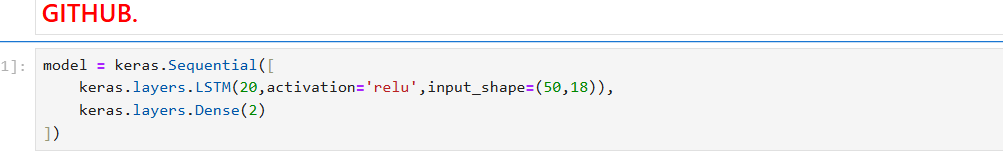 GITHUB.
1]:
model = keras.Sequential([
    keras.layers.LSTM(20,activation='relu',input_shape=(50,18)),
    keras.layers.Dense(2)
])